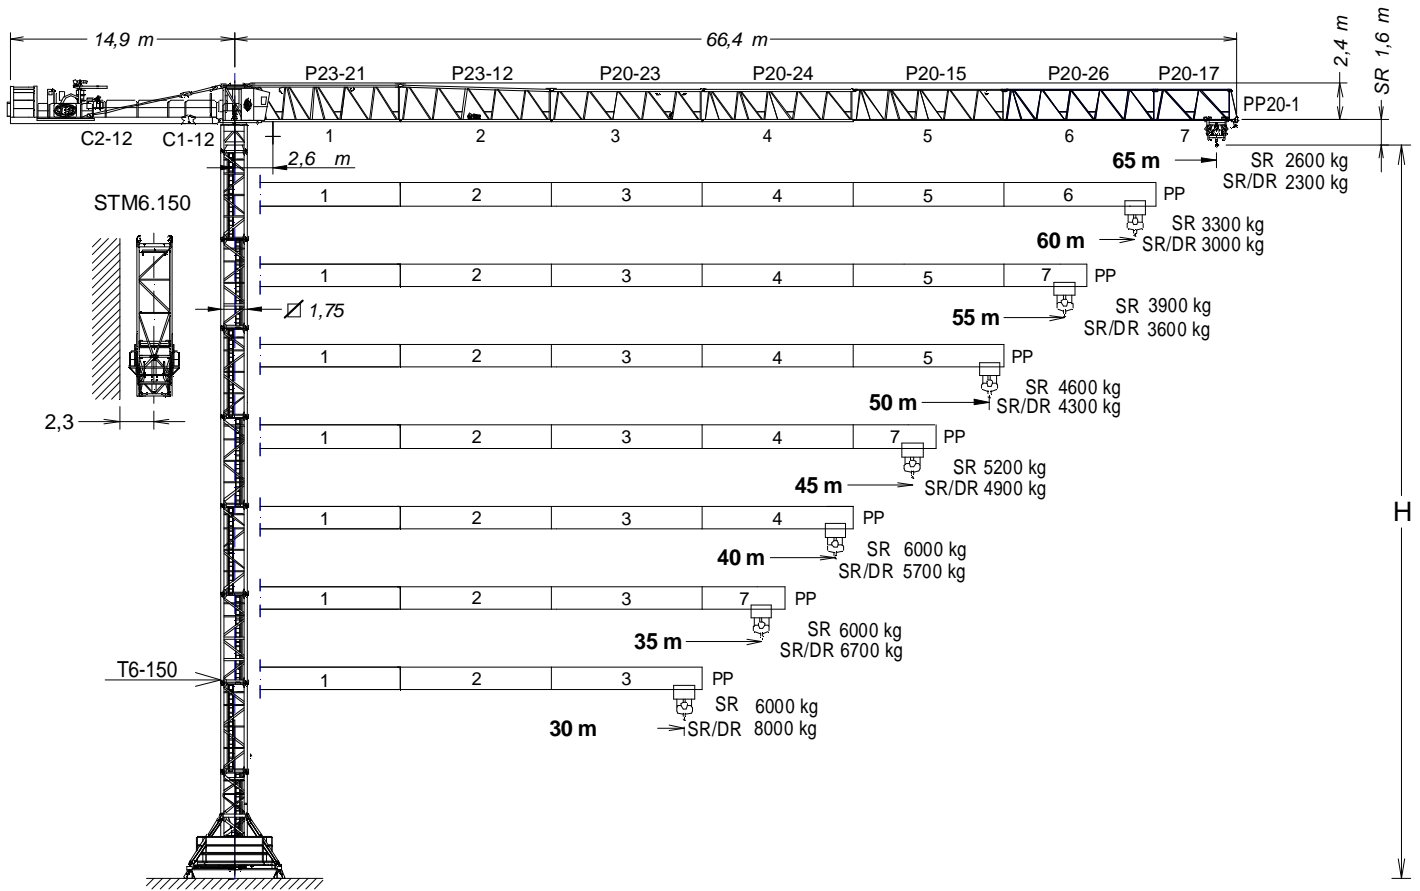 14,9 m
66,4 m
2,4 m
SR 1,6 m
P23-21 P23-12 P20-23 P20-24 P20-15 P20-26 P20-17
PP20-1
C2-12 C1-12
1 2 3 4 5 6 7
2,6 m
65 m
SR 2600 kg
SR/DR 2300 kg
STM6.150
1 2 3 4 5 6 PP
60 m
SR 3300 kg
SR/DR 3000 kg
1 2 3 4 5 7 PP
1,75
55 m
SR 3900 kg
SR/DR 3600 kg
1 2 3 4 5 PP
2,3
50 m
SR 4600 kg
SR/DR 4300 kg
1 2 3 4 7 PP
45 m
SR 5200 kg
SR/DR 4900 kg
H
1 2 3 4 PP
40 m
SR 6000 kg
SR/DR 5700 kg
1 2 3 7 PP
35 m
SR 6000 kg
SR/DR 6700 kg
T6-150
1 2 3 PP
30 m
SR 6000 kg
SR/DR 8000 kg